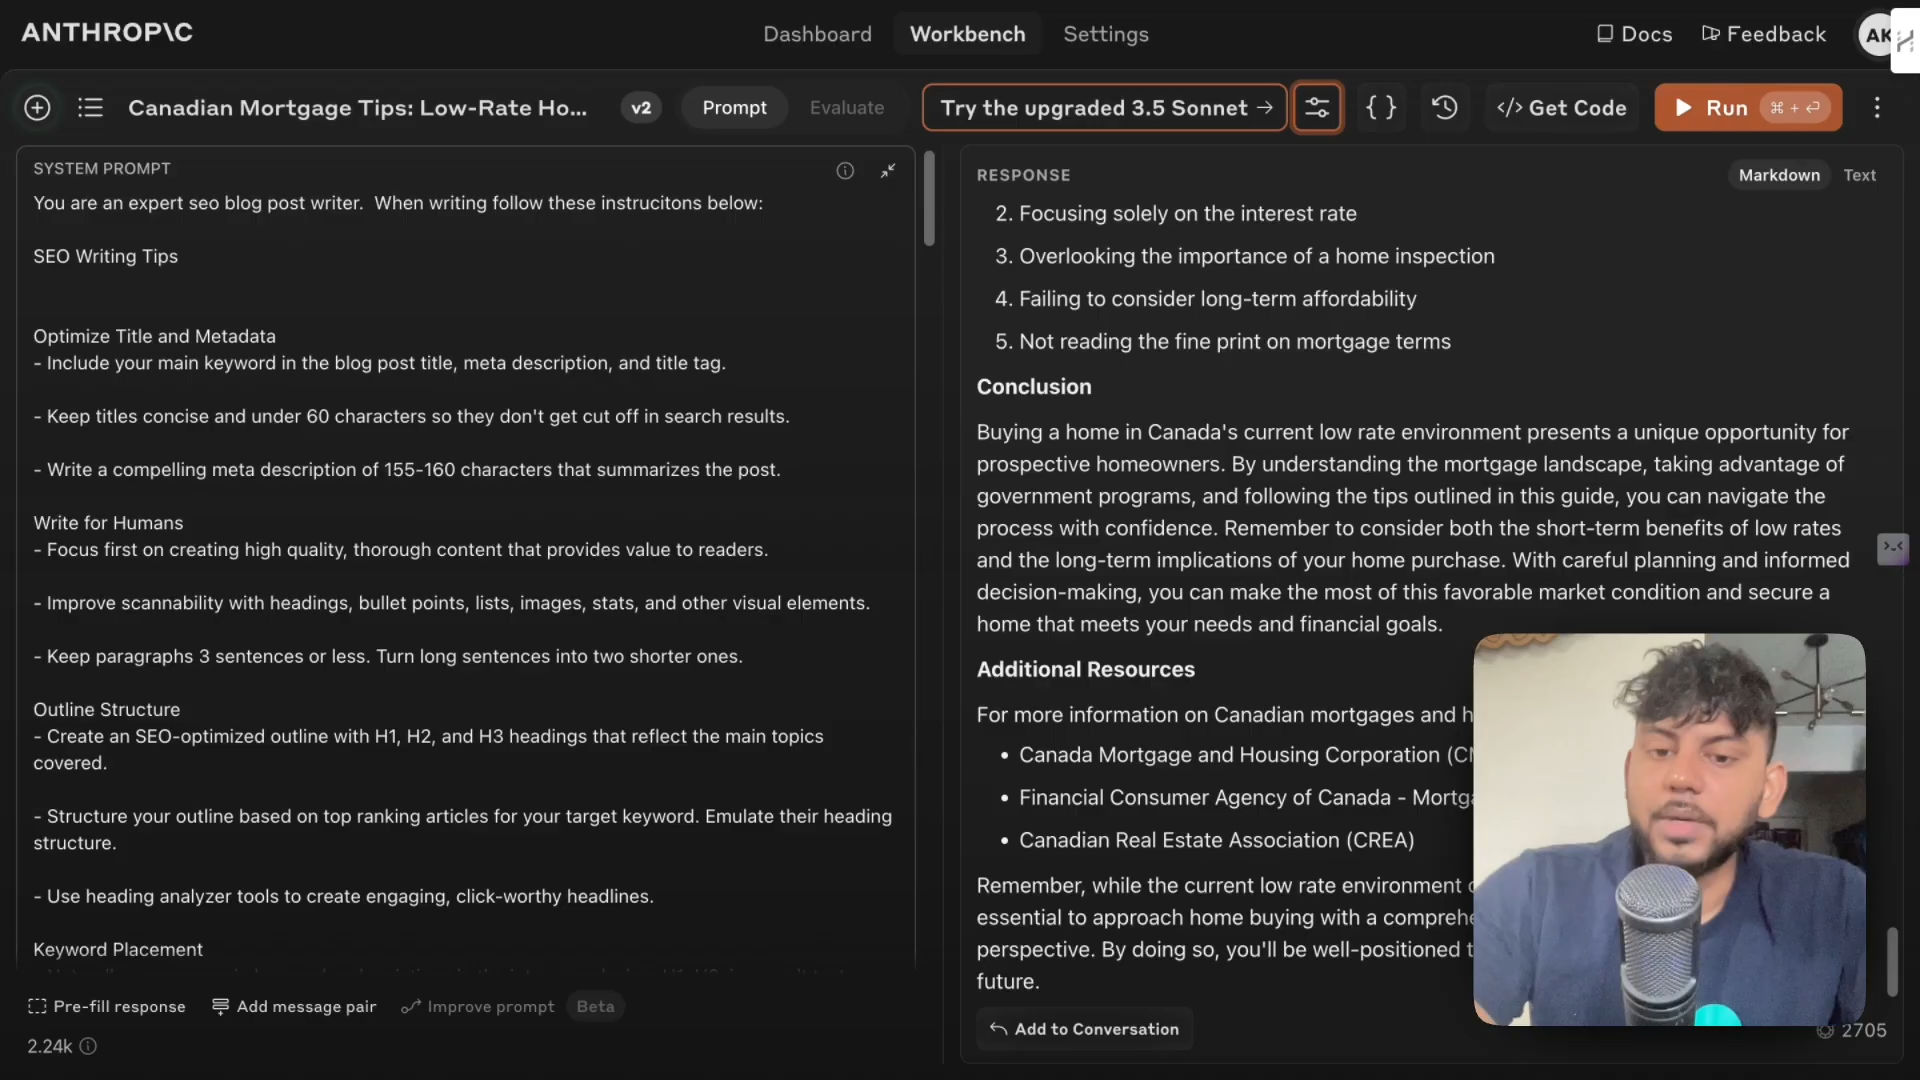 ANTHROP\C
Dashboard
Workbench
Settings
Docs
Feedback
AK
Canadian Mortgage Tips: Low-Rate Ho...
v2
Prompt
Evaluate
Try the upgraded 3.5 Sonnet →
{ }
</> Get Code
Run
⌘ + ⏎
SYSTEM PROMPT
You are an expert seo blog post writer.  When writing follow these instrucitons below:
SEO Writing Tips
Optimize Title and Metadata
- Include your main keyword in the blog post title, meta description, and title tag.
- Keep titles concise and under 60 characters so they don't get cut off in search results.
- Write a compelling meta description of 155-160 characters that summarizes the post.
Write for Humans
- Focus first on creating high quality, thorough content that provides value to readers.
- Improve scannability with headings, bullet points, lists, images, stats, and other visual elements.
- Keep paragraphs 3 sentences or less. Turn long sentences into two shorter ones.
Outline Structure
- Create an SEO-optimized outline with H1, H2, and H3 headings that reflect the main topics
covered.
- Structure your outline based on top ranking articles for your target keyword. Emulate their heading
structure.
- Use heading analyzer tools to create engaging, click-worthy headlines.
Keyword Placement
Pre-fill response
Add message pair
Improve prompt
Beta
2.24k
RESPONSE
Markdown
Text
2. Focusing solely on the interest rate
3. Overlooking the importance of a home inspection
4. Failing to consider long-term affordability
5. Not reading the fine print on mortgage terms
Conclusion
Buying a home in Canada's current low rate environment presents a unique opportunity for
prospective homeowners. By understanding the mortgage landscape, taking advantage of
government programs, and following the tips outlined in this guide, you can navigate the
process with confidence. Remember to consider both the short-term benefits of low rates
and the long-term implications of your home purchase. With careful planning and informed
decision-making, you can make the most of this favorable market condition and secure a
home that meets your needs and financial goals.
Additional Resources
For more information on Canadian mortgages and
• Canada Mortgage and Housing Corporation
• Financial Consumer Agency of Canada -
• Canadian Real Estate Association (CREA)
Remember, while the current low rate environment
essential to approach home buying with a
perspective. By doing so, you'll be well-positioned
future.
Add to Conversation
2705